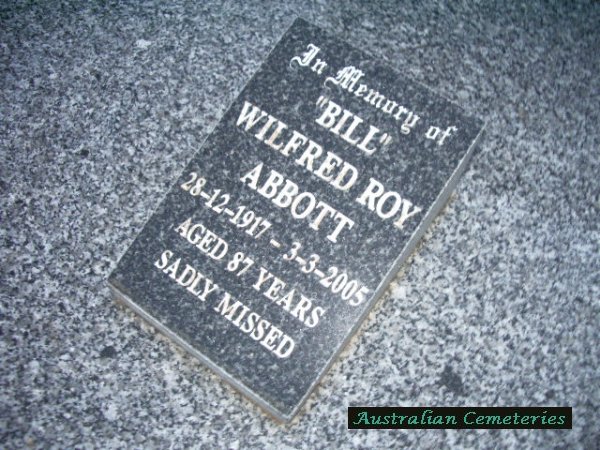 In Memory of
"BILL"
WILFRED ROY
ABBOTT
28-12-1917 - 3-3-2005
AGED 87 YEARS
SADLY MISSED
Australian Cemeteries